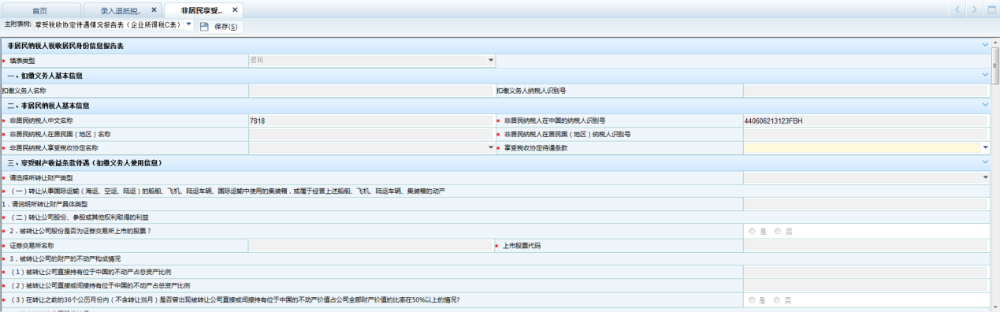 首页 录入退抵税.. × 非居民享受.. ×
主附表树: 享受税收协定待遇情况报告表（企业所得税C表） 保存(S)
非居民纳税人税收居民身份信息报告表
* 填表类型 退税
一、扣缴义务人基本信息
扣缴义务人名称 扣缴义务人纳税人识别号
二、非居民纳税人基本信息
* 非居民纳税人中文名称 7818 * 非居民纳税人在中国的纳税人识别号 440606213123FBH
* 非居民纳税人在居民国（地区）名称 * 非居民纳税人在居民国（地区）纳税人识别号
* 非居民纳税人享受税收协定名称 * 享受税收协定待遇条款
三、享受财产收益条款待遇（扣缴义务人使用信息）
* 请选择所转让财产类型
* （一）转让从事国际运输（海运、空运、陆运）的船舶、飞机、陆运车辆、国际运输中使用的集装箱，或属于经营上述船舶、飞机、陆运车辆、集装箱的动产
1．请说明所转让财产具体类型
* （二）转让公司股份、参股或其他权利取得的利益
* 2．被转让公司股份是否为证券交易所上市的股票？ 是 否
* 证券交易所名称 * 上市股票代码
* 3．被转让公司的财产的不动产构成情况
* （1）被转让公司直接持有位于中国的不动产占总资产比例
* （2）被转让公司直接或间接持有位于中国的不动产占总资产比例
* （3）在转让之前的36个公历月份内（不含转让当月）是否曾出现被转让公司直接或间接持有位于中国的不动产价值占公司全部财产价值的比率在50%以上的情况？ 是 否